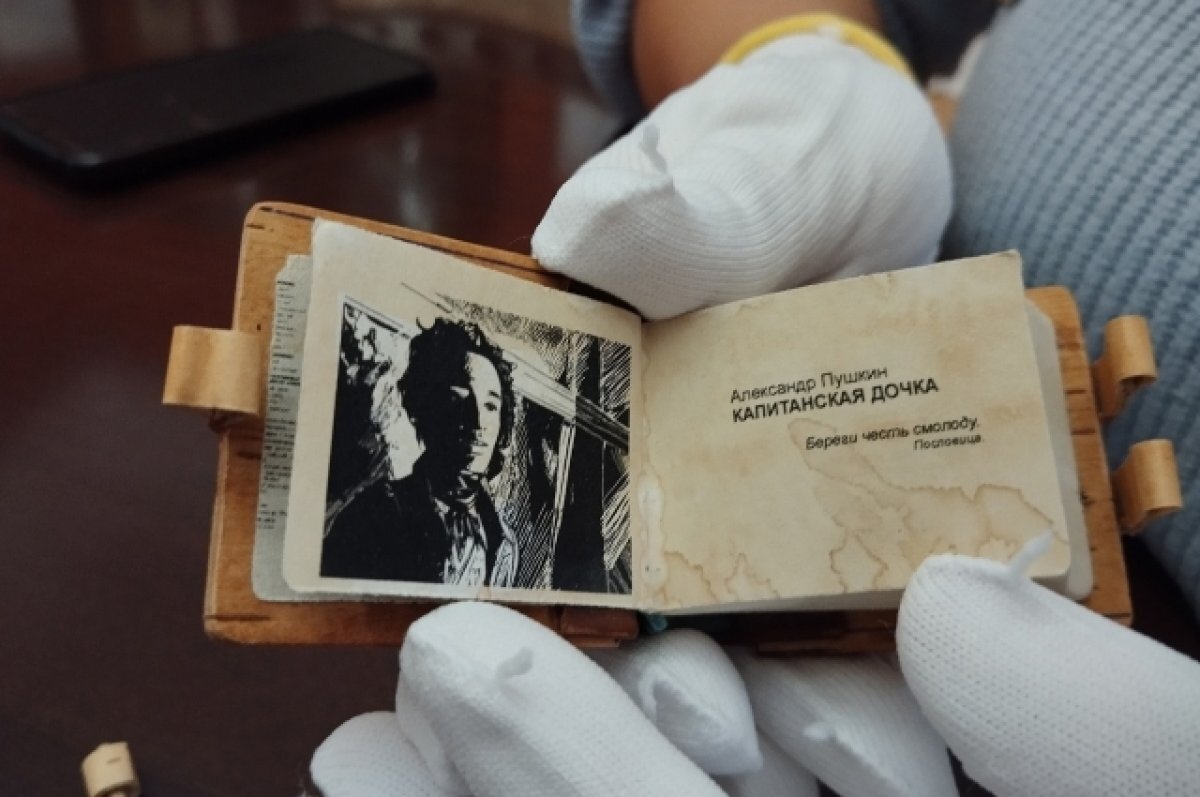 Александр Пушкин
КАПИТАНСКАЯ ДОЧКА
Береги честь смолоду.
Пословица.